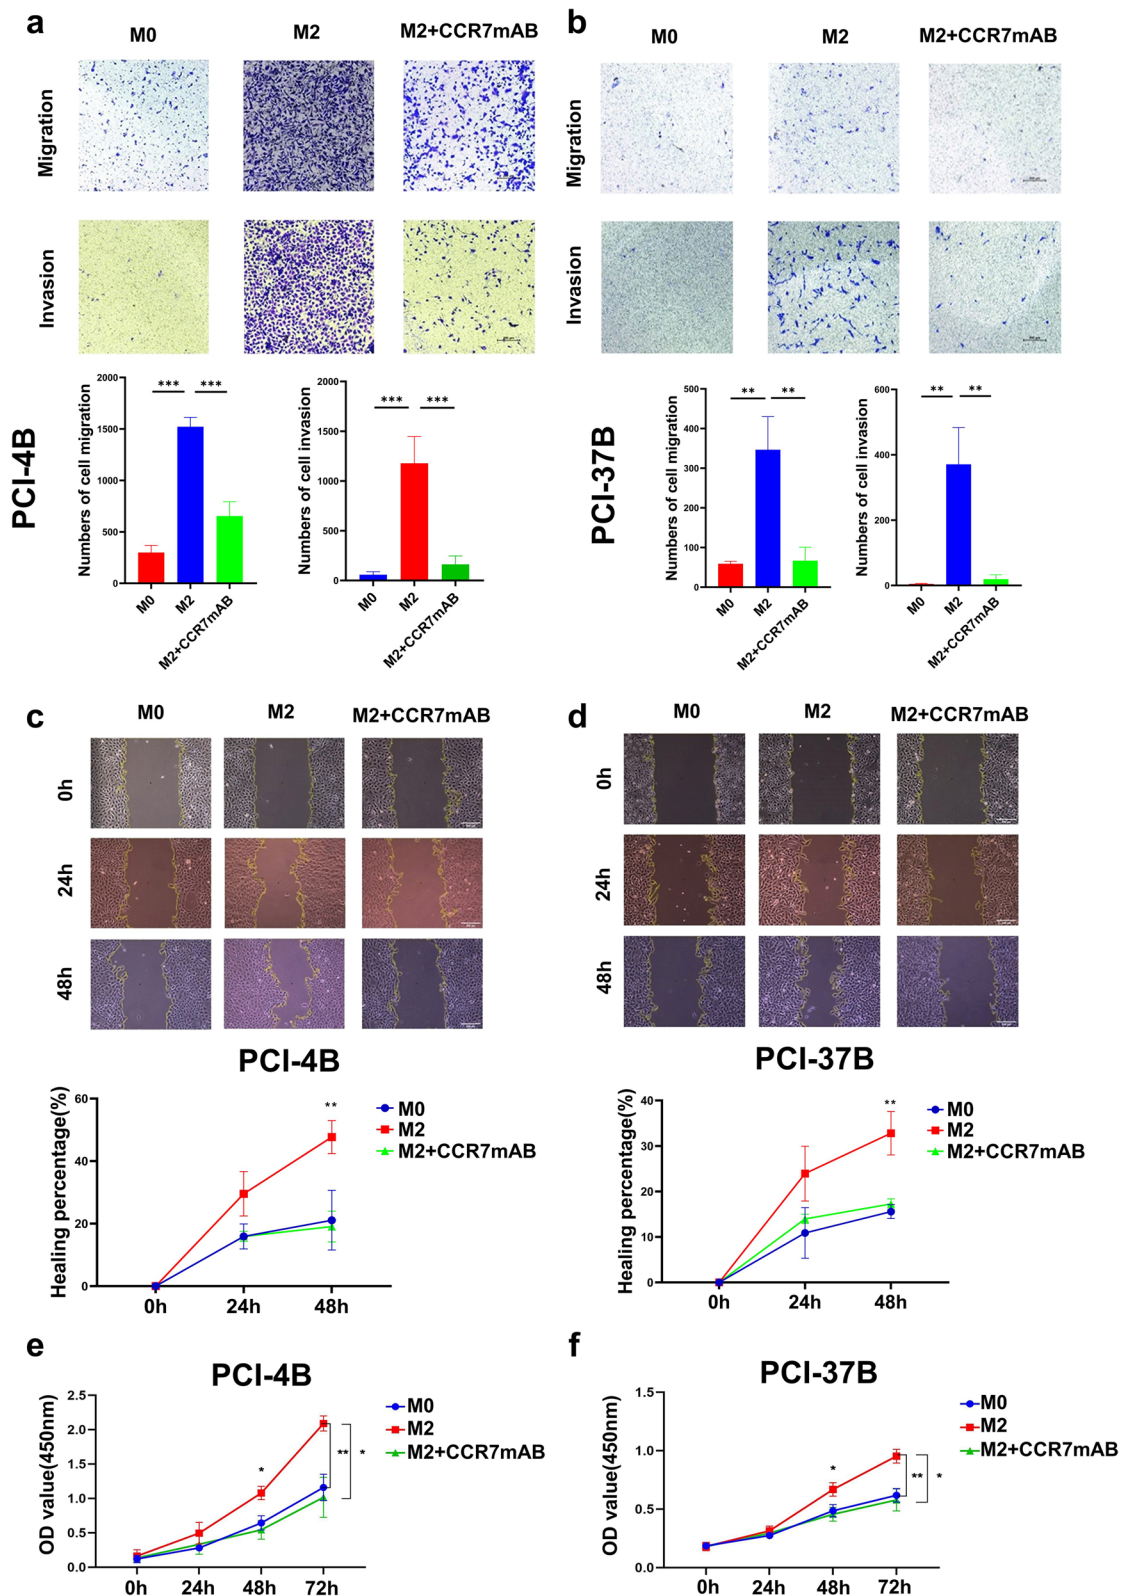 a
M0
M2
M2+CCR7mAB
Migration
Invasion
PCI-4B
Numbers of cell migration
2000
1500
1000
500
0
***
***
M0
M2
M2+CCR7mAB
Numbers of cell invasion
2000
1500
1000
500
0
***
***
M0
M2
M2+CCR7mAB
b
M0
M2
M2+CCR7mAB
Migration
Invasion
PCI-37B
Numbers of cell migration
500
400
300
200
100
0
**
**
M0
M2
M2+CCR7mAB
Numbers of cell invasion
600
400
200
0
**
**
M0
M2
M2+CCR7mAB
c
M0
M2
M2+CCR7mAB
0h
24h
48h
PCI-4B
Healing percentage(%)
60
40
20
0
**
0h
24h
48h
M0
M2
M2+CCR7mAB
d
M0
M2
M2+CCR7mAB
0h
24h
48h
PCI-37B
Healing percentage(%)
40
30
20
10
0
**
0h
24h
48h
M0
M2
M2+CCR7mAB
e
PCI-4B
OD value(450nm)
2.5
2.0
1.5
1.0
0.5
0.0
*
**
*
0h
24h
48h
72h
M0
M2
M2+CCR7mAB
f
PCI-37B
OD value(450nm)
1.5
1.0
0.5
0.0
*
**
*
0h
24h
48h
72h
M0
M2
M2+CCR7mAB